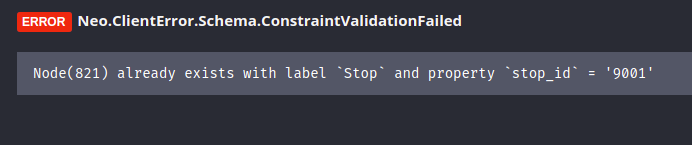 ERROR Neo.ClientError.Schema.ConstraintValidationFailed
Node(821) already exists with label `Stop` and property `stop_id` = '9001'